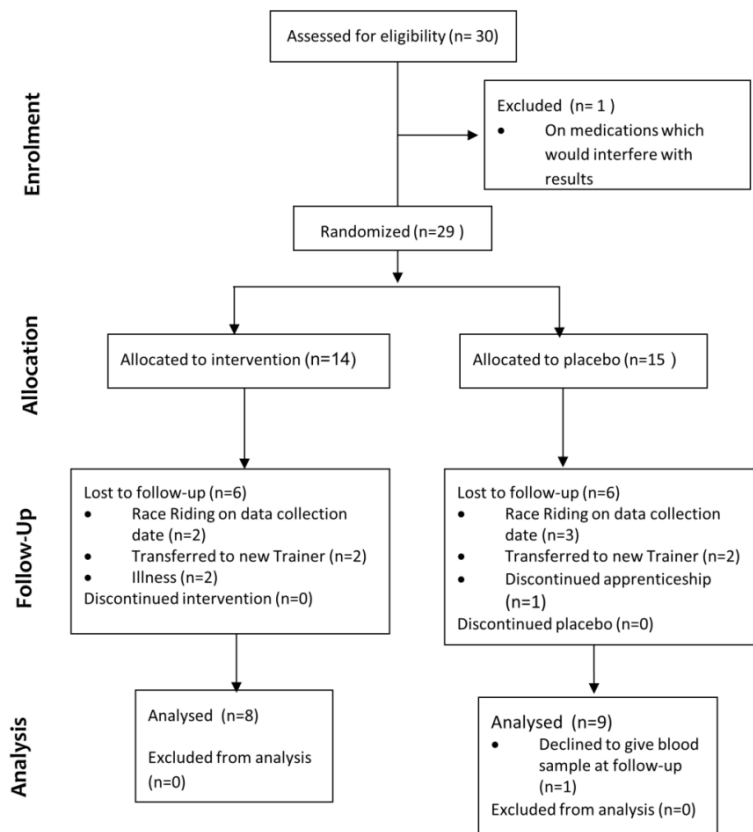 Assessed for eligibility (n= 30)
Enrolment
Excluded (n= 1 )
• On medications which
would interfere with
results
Randomized (n=29 )
Allocation
Allocated to intervention (n=14)
Allocated to placebo (n=15 )
Follow-Up
Lost to follow-up (n=6)
• Race Riding on data collection
date (n=2)
• Transferred to new Trainer (n=2)
• Illness (n=2)
Discontinued intervention (n=0)
Lost to follow-up (n=6)
• Race Riding on data collection
date (n=3)
• Transferred to new Trainer (n=2)
• Discontinued apprenticeship
(n=1)
Discontinued placebo (n=0)
Analysis
Analysed (n=8)
Excluded from analysis
(n=0)
Analysed (n=9)
• Declined to give blood
sample at follow-up
(n=1)
Excluded from analysis (n=0)